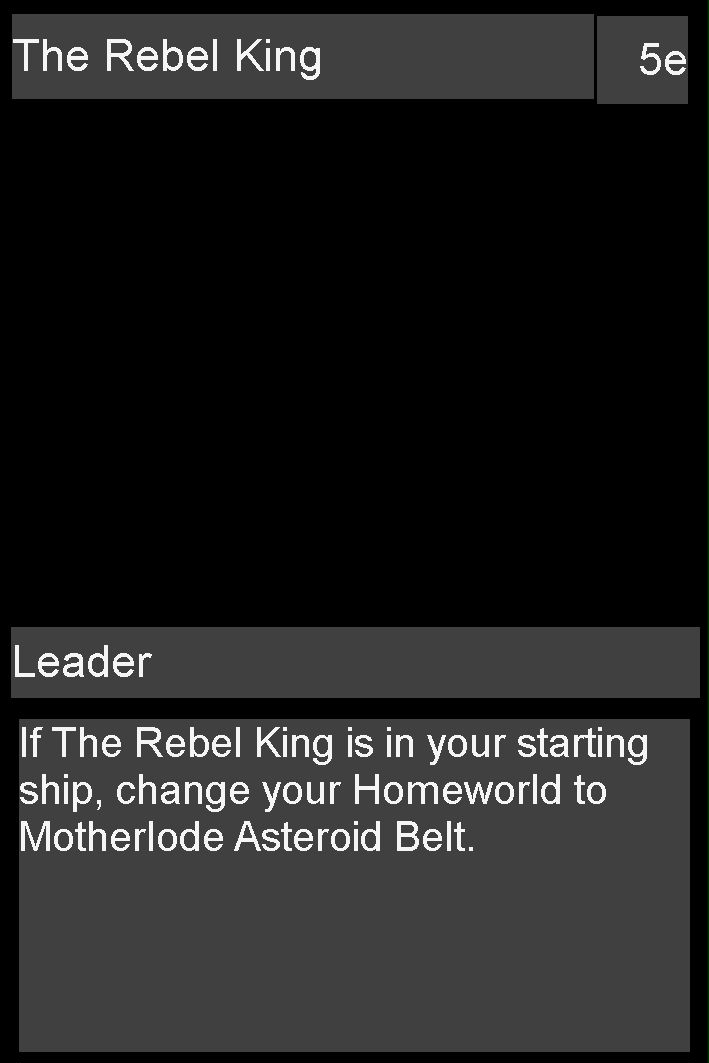 The Rebel King
5e
Leader
If The Rebel King is in your starting
ship, change your Homeworld to
Motherlode Asteroid Belt.